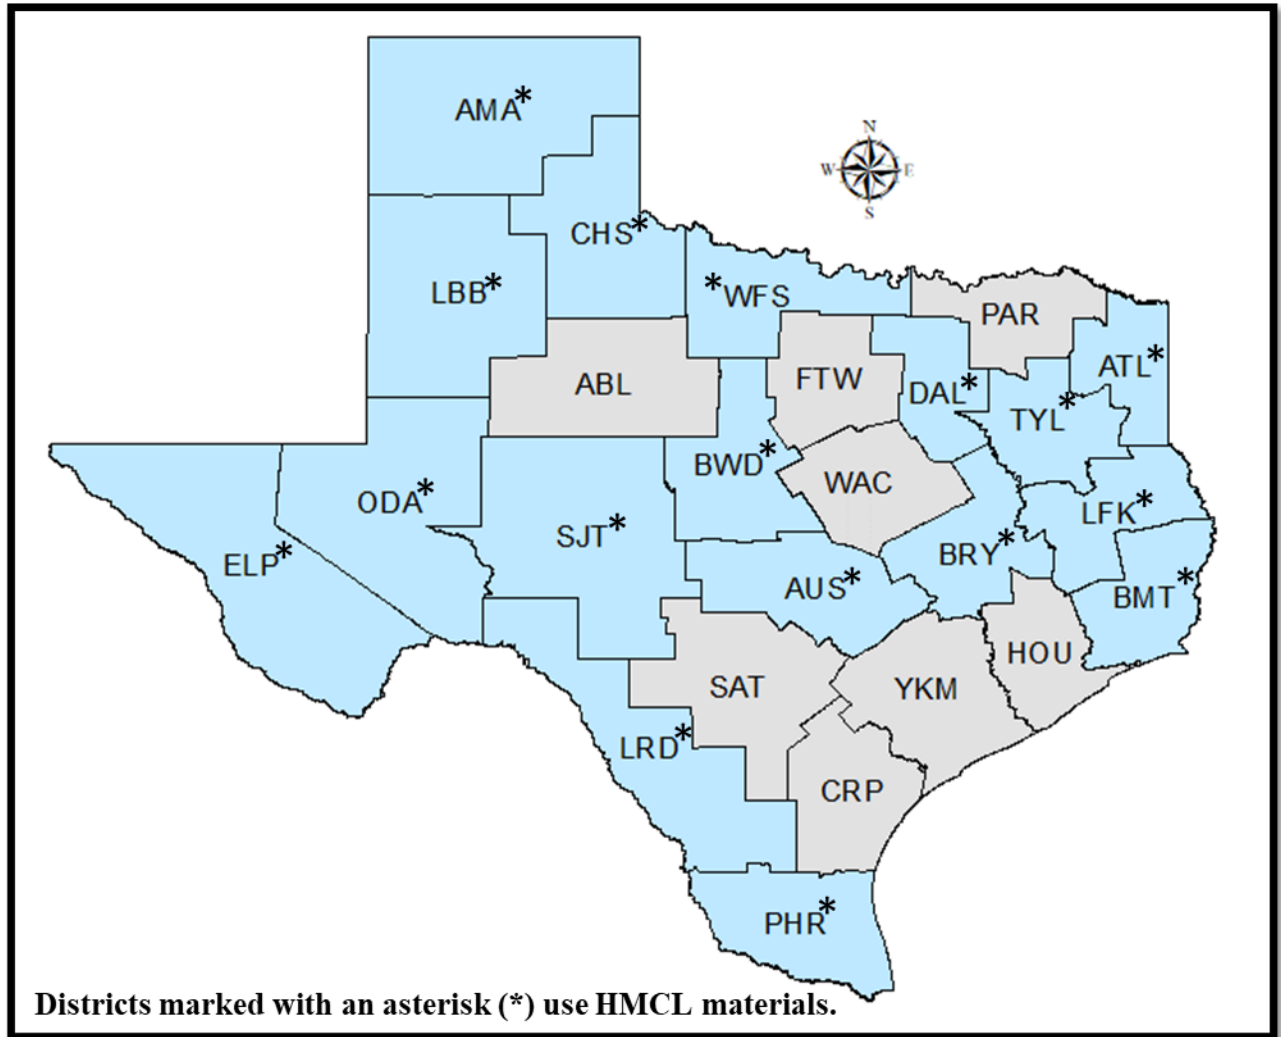 AMA*
N
W E
S
CHS*
LBB*
*WFS
PAR
ATL*
ABL
FTW
DAL*
TYL*
BWD*
WAC
ODA*
LFK*
SJT*
BRY*
ELP*
AUS*
BMT*
HOU
SAT
YKM
LRD*
CRP
PHR*
Districts marked with an asterisk (*) use HMCL materials.